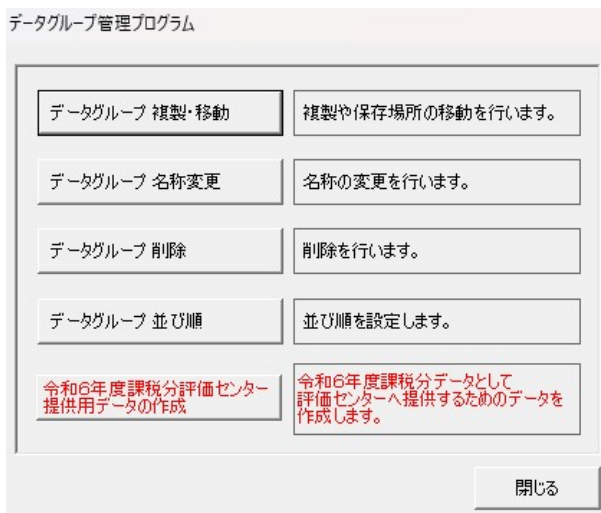 データグループ管理プログラム
データグループ 複製・移動
複製や保存場所の移動を行います。
データグループ 名称変更
名称の変更を行います。
データグループ 削除
削除を行います。
データグループ 並び順
並び順を設定します。
令和6年度課税分評価センター
提供用データの作成
令和6年度課税分データとして
評価センターへ提供するためのデータを
作成します。
閉じる